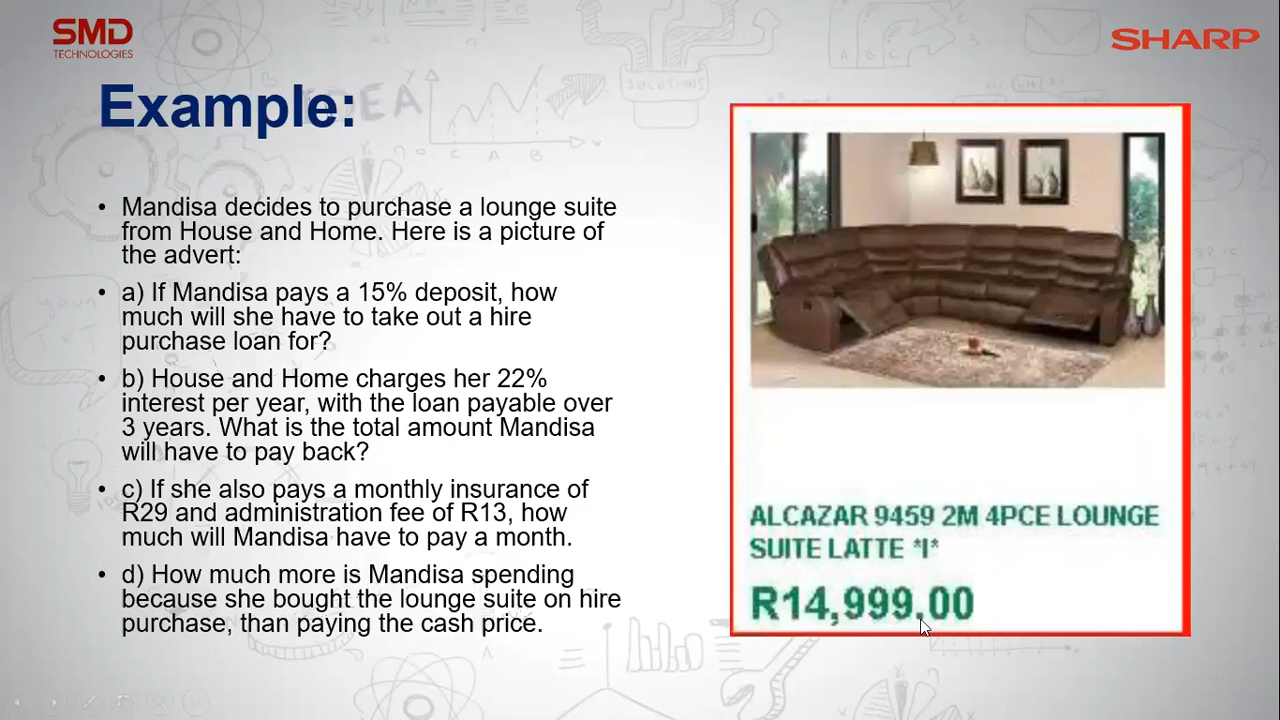 SMD
TECHNOLOGIES
SHARP
Example:
• Mandisa decides to purchase a lounge suite
from House and Home. Here is a picture of
the advert:
• a) If Mandisa pays a 15% deposit, how
much will she have to take out a hire
purchase loan for?
• b) House and Home charges her 22%
interest per year, with the loan payable over
3 years. What is the total amount Mandisa
will have to pay back?
• c) If she also pays a monthly insurance of
R29 and administration fee of R13, how
much will Mandisa have to pay a month.
• d) How much more is Mandisa spending
because she bought the lounge suite on hire
purchase, than paying the cash price.
ALCAZAR 9459 2M 4PCE LOUNGE
SUITE LATTE *I*
R14,999,00
SOLUTIONS
IDEA